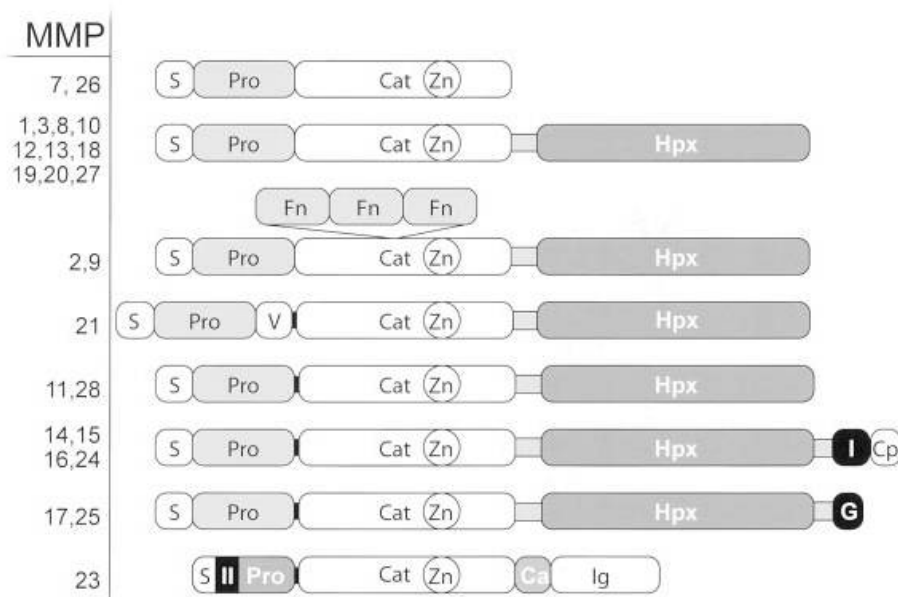 MMP
7, 26
S Pro Cat Zn
1,3,8,10
12,13,18
19,20,27
S Pro Cat Zn Hpx
Fn Fn Fn
2,9
S Pro Cat Zn Hpx
21
S Pro V Cat Zn Hpx
11,28
S Pro Cat Zn Hpx
14,15
16,24
S Pro Cat Zn Hpx I Cp
17,25
S Pro Cat Zn Hpx G
23
S II Pro Cat Zn Ca Ig